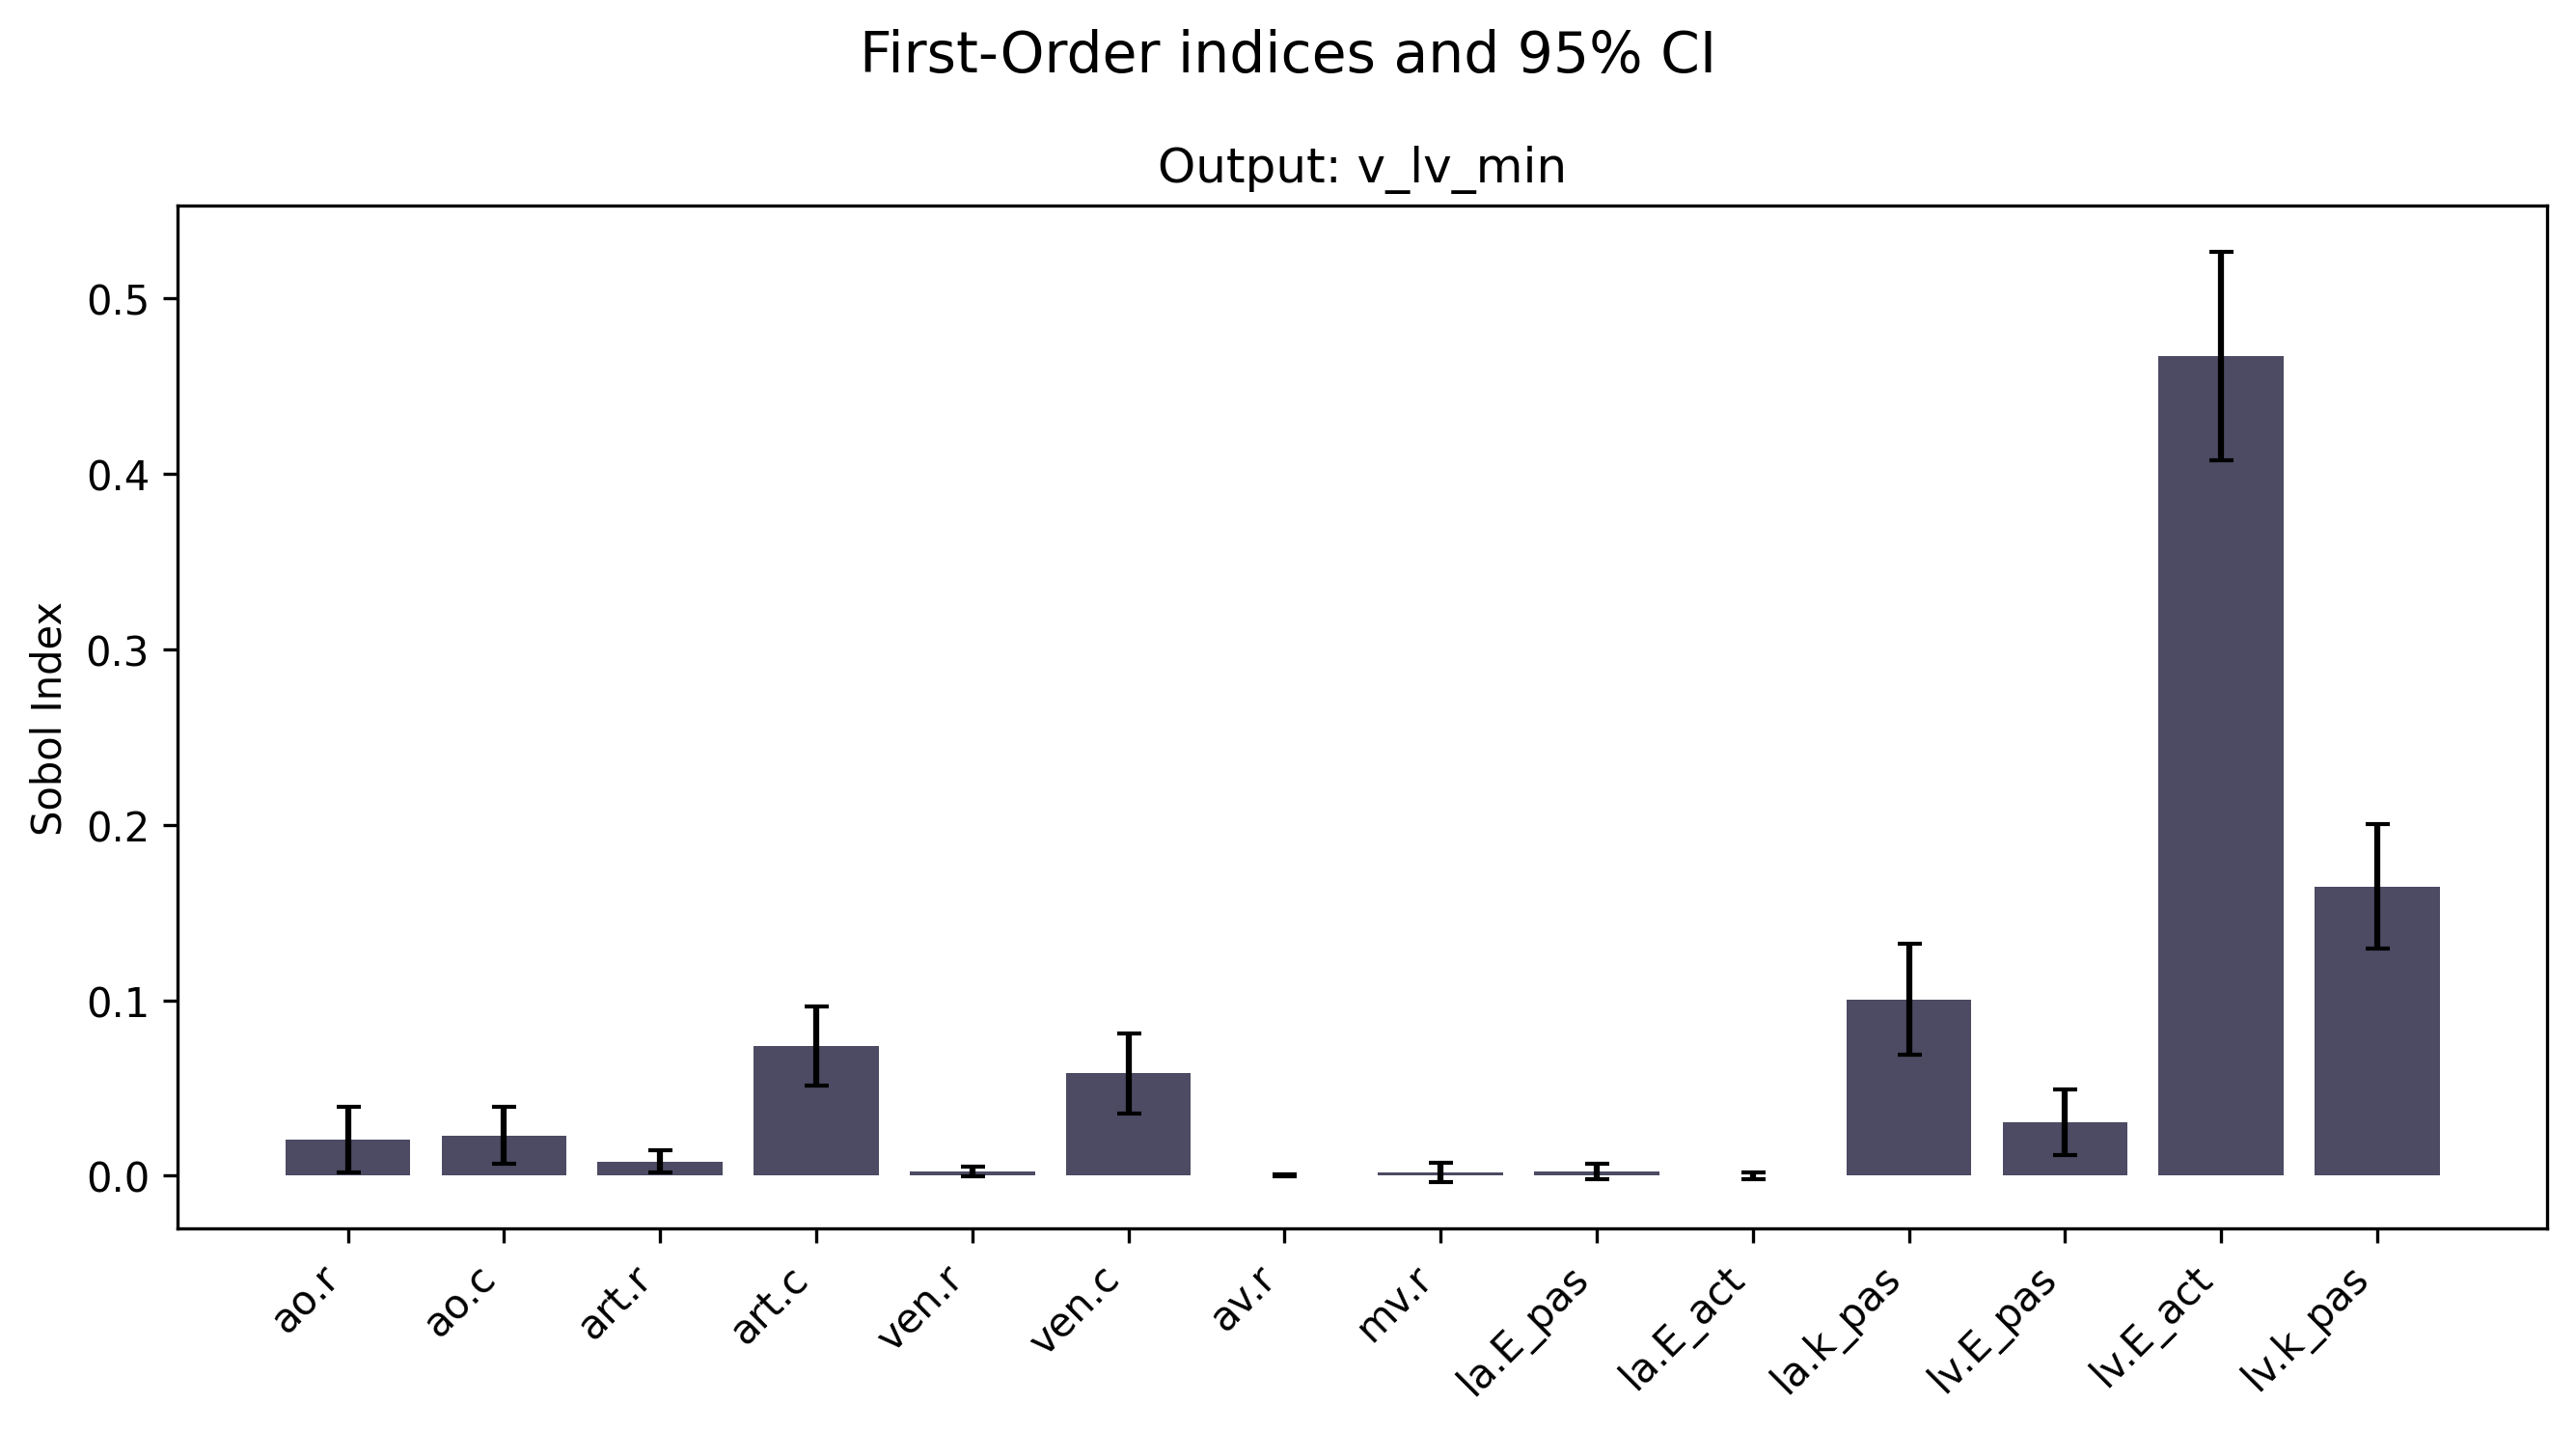 First-Order indices and 95% CI
Output: v_lv_min
Sobol Index
0.5
0.4
0.3
0.2
0.1
0.0
ao.r
ao.c
art.r
art.c
ven.r
ven.c
av.r
mv.r
la.E_pas
la.E_act
la.k_pas
lv.E_pas
lv.E_act
lv.k_pas